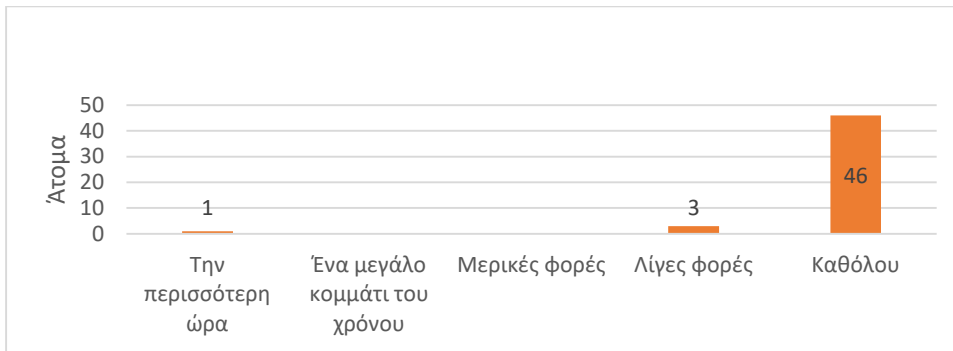 50
40
30
20
10
0
Άτομα
1
3
46
Την
περισσότερη
ώρα
Ένα μεγάλο
κομμάτι του
χρόνου
Μερικές φορές
Λίγες φορές
Καθόλου